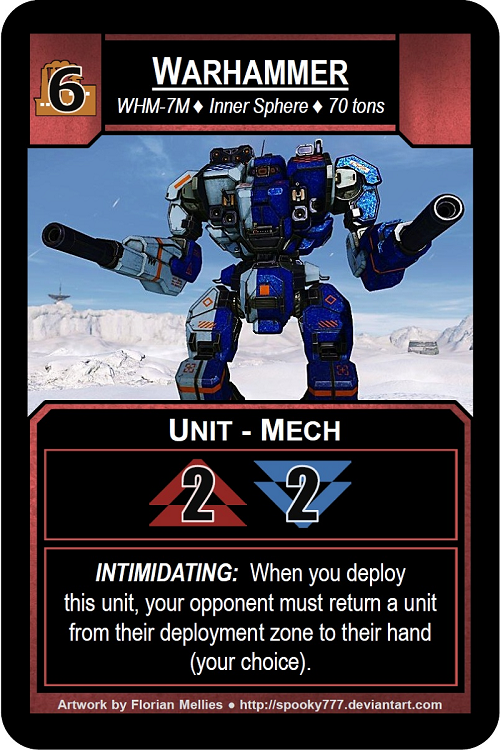 6
WARHAMMER
WHM-7M ♦ Inner Sphere ♦ 70 tons
UNIT - MECH
2 2
INTIMIDATING: When you deploy
this unit, your opponent must return a unit
from their deployment zone to their hand
(your choice).
Artwork by Florian Mellies ● http://spooky777.deviantart.com